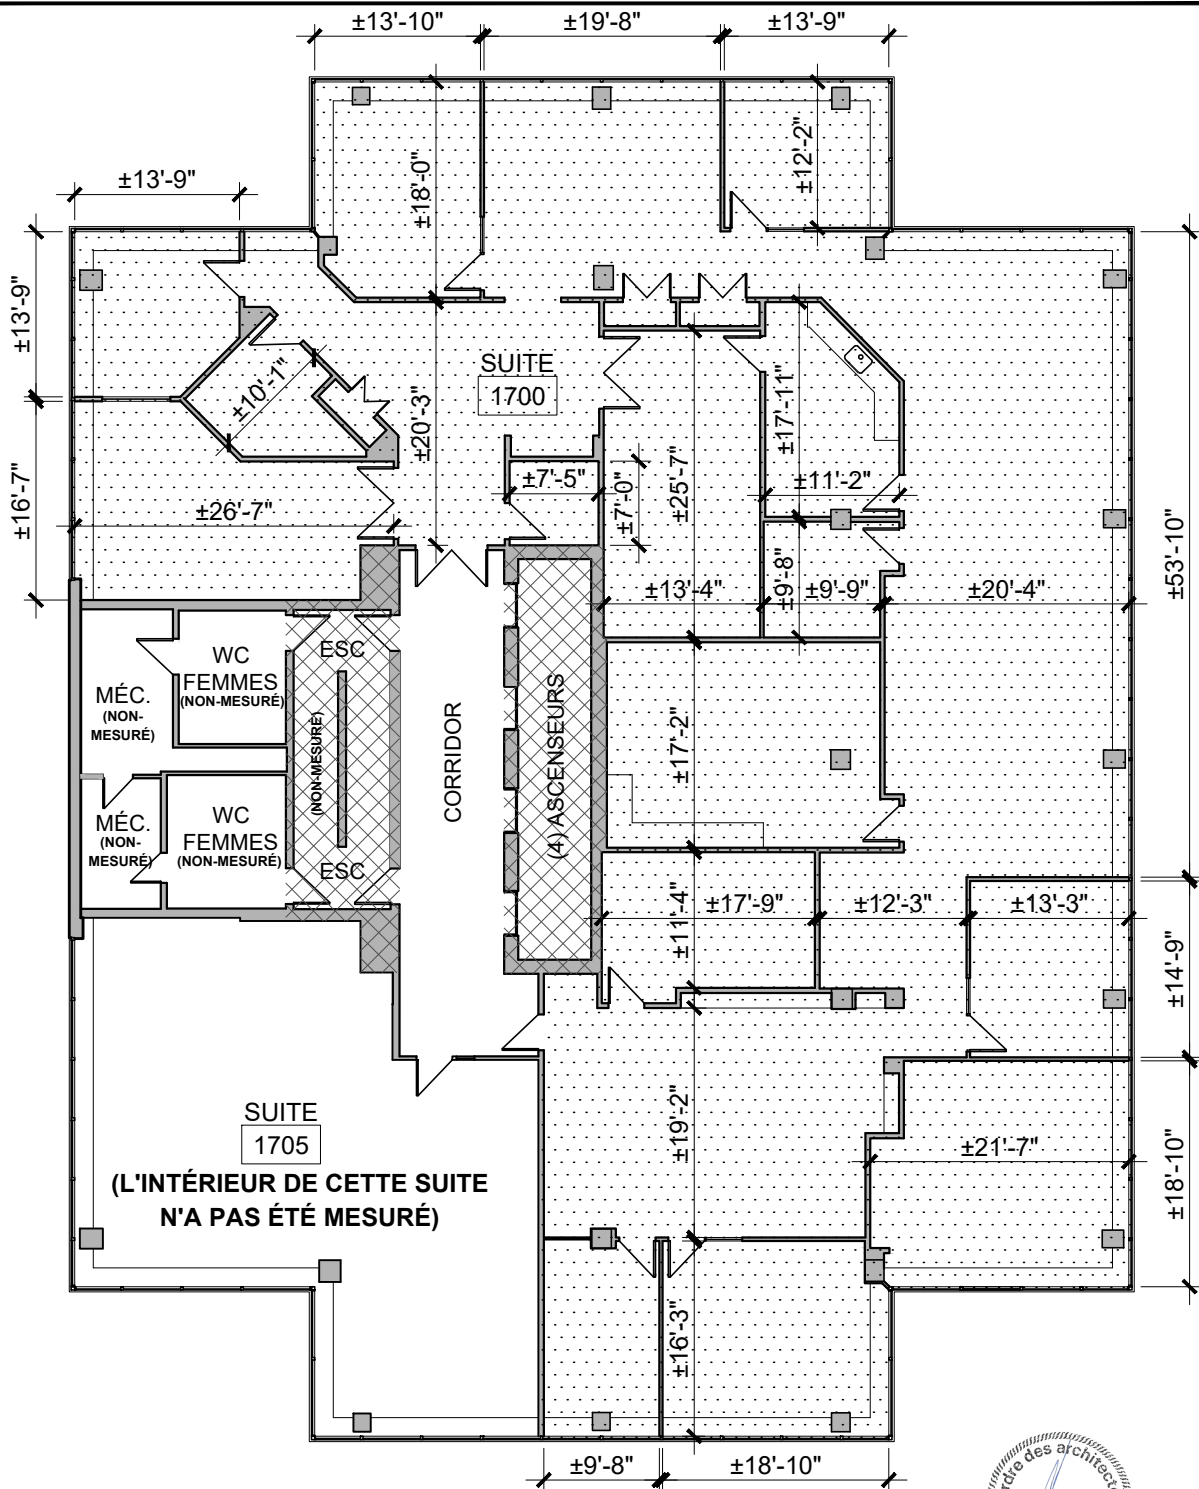 ±13'-10"
±19'-8"
±13'-9"
±12'-2"
±18'-0"
±13'-9"
±13'-9"
±10'-1"
±20'-3"
SUITE
1700
±17'-11"
±25'-7"
±16'-7"
±26'-7"
±7'-5"
±7'-0"
±11'-2"
±53'-10"
±13'-4"
±9'-8"
±9'-9"
±20'-4"
ESC
WC
FEMMES
(NON-MESURÉ)
MÉC.
(NON-
MESURÉ)
(NON-MESURÉ)
CORRIDOR
(4) ASCENSEURS
±17'-2"
MÉC.
(NON-
MESURÉ)
WC
FEMMES
(NON-MESURÉ)
ESC
±11'-4"
±17'-9"
±12'-3"
±13'-3"
±14'-9"
±19'-2"
SUITE
1705
(L'INTÉRIEUR DE CETTE SUITE
N'A PAS ÉTÉ MESURÉ)
±21'-7"
±18'-10"
±16'-3"
±9'-8"
±18'-10"
rdre des architect